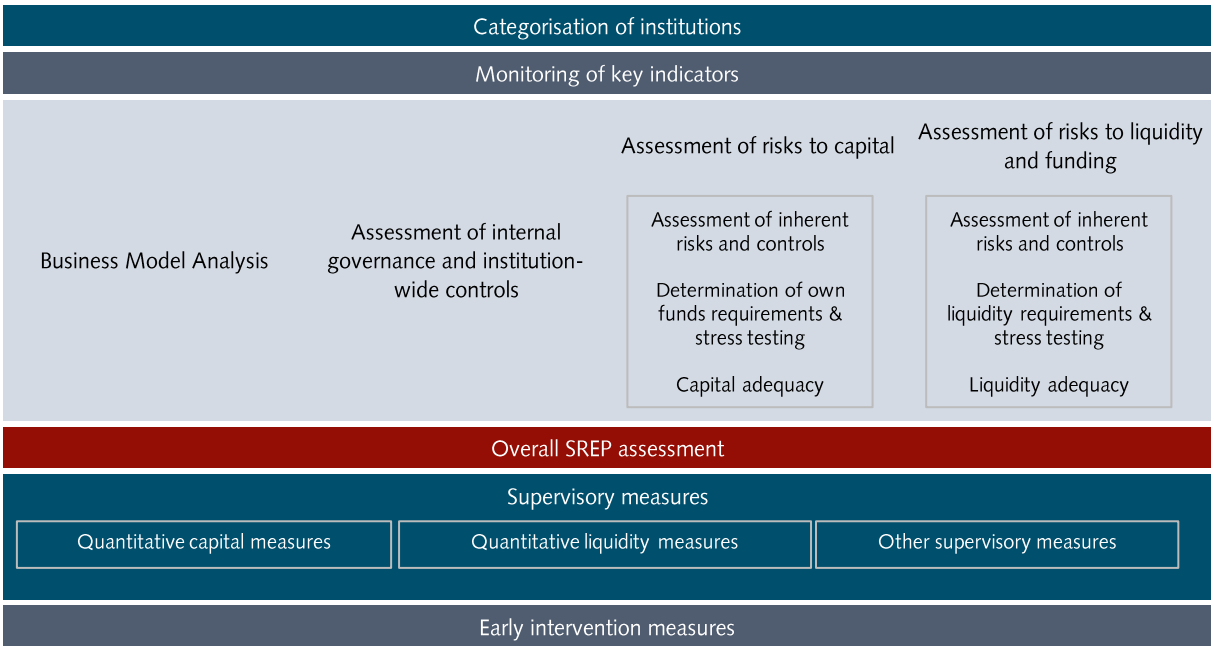 Categorisation of institutions
Monitoring of key indicators
Business Model Analysis
Assessment of internal
governance and institution-
wide controls
Assessment of risks to capital
Assessment of inherent
risks and controls
Determination of own
funds requirements &
stress testing
Capital adequacy
Assessment of risks to liquidity
and funding
Assessment of inherent
risks and controls
Determination of
liquidity requirements &
stress testing
Liquidity adequacy
Overall SREP assessment
Supervisory measures
Quantitative capital measures
Quantitative liquidity measures
Other supervisory measures
Early intervention measures